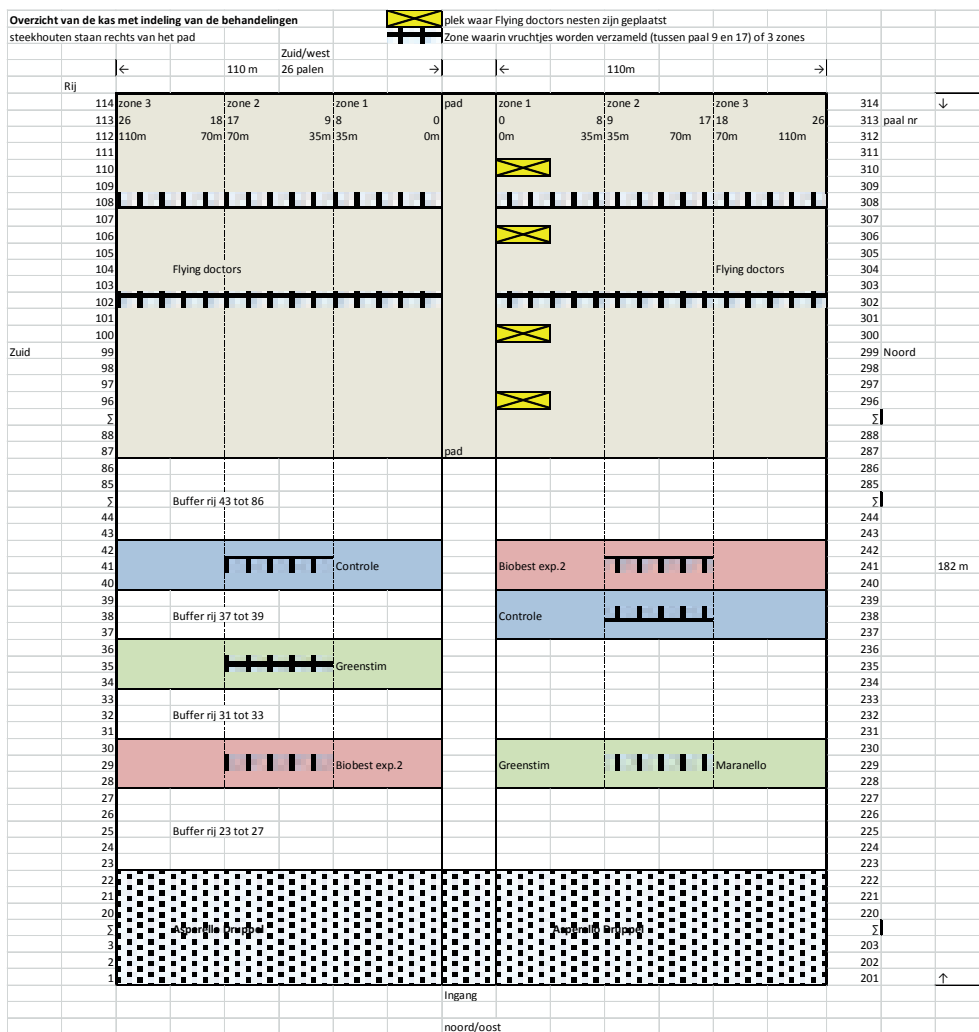 Overzicht van de kas met indeling van de behandelingen plek waar Flying doctors nesten zijn geplaatst
steekhouten staan rechts van het pad Zone waarin vruchtjes worden verzameld (tussen paal 9 en 17) of 3 zones
Zuid/west
← 110 m 26 palen → ← 110m →
Rij
114 zone 3 zone 2 zone 1 pad zone 1 zone 2 zone 3 314 ↓
113 26 18 17 9 8 0 0 8 9 17 18 26 313 paal nr
112 110m 70m 70m 35m 35m 0m 0m 35m 35m 70m 70m 110m 312
111 311
110 310
109 309
108 308
107 307
106 306
105 305
104 Flying doctors Flying doctors 304
103 303
102 302
101 301
100 300
Zuid 99 299 Noord
98 298
97 297
96 296
Σ Σ
88 288
87 pad 287
86 286
85 285
Σ Buffer rij 43 tot 86 Σ
44 244
43 243
42 242
41 Controle Biobest exp.2 241 182 m
40 240
39 239
38 Buffer rij 37 tot 39 Controle 238
37 237
36 236
35 Greenstim 235
34 234
33 233
32 Buffer rij 31 tot 33 232
31 231
30 230
29 Biobest exp.2 Greenstim Maranello 229
28 228
27 227
26 226
25 Buffer rij 23 tot 27 225
24 224
23 223
22 222
21 221
20 220
Σ Asperello Druppel Asperello Druppel Σ
3 203
2 202
1 201 ↑
Ingang
noord/oost